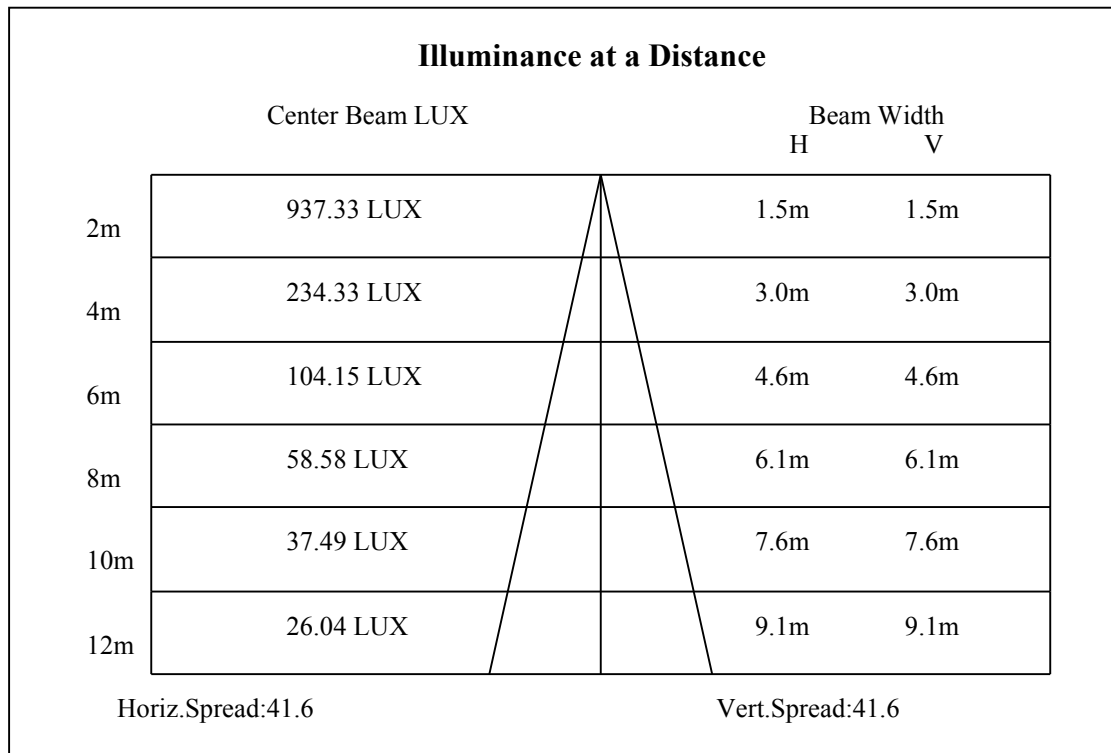 Illuminance at a Distance
Center Beam LUX Beam Width
H V
2m 937.33 LUX 1.5m 1.5m
4m 234.33 LUX 3.0m 3.0m
6m 104.15 LUX 4.6m 4.6m
8m 58.58 LUX 6.1m 6.1m
10m 37.49 LUX 7.6m 7.6m
12m 26.04 LUX 9.1m 9.1m
Horiz.Spread:41.6 Vert.Spread:41.6